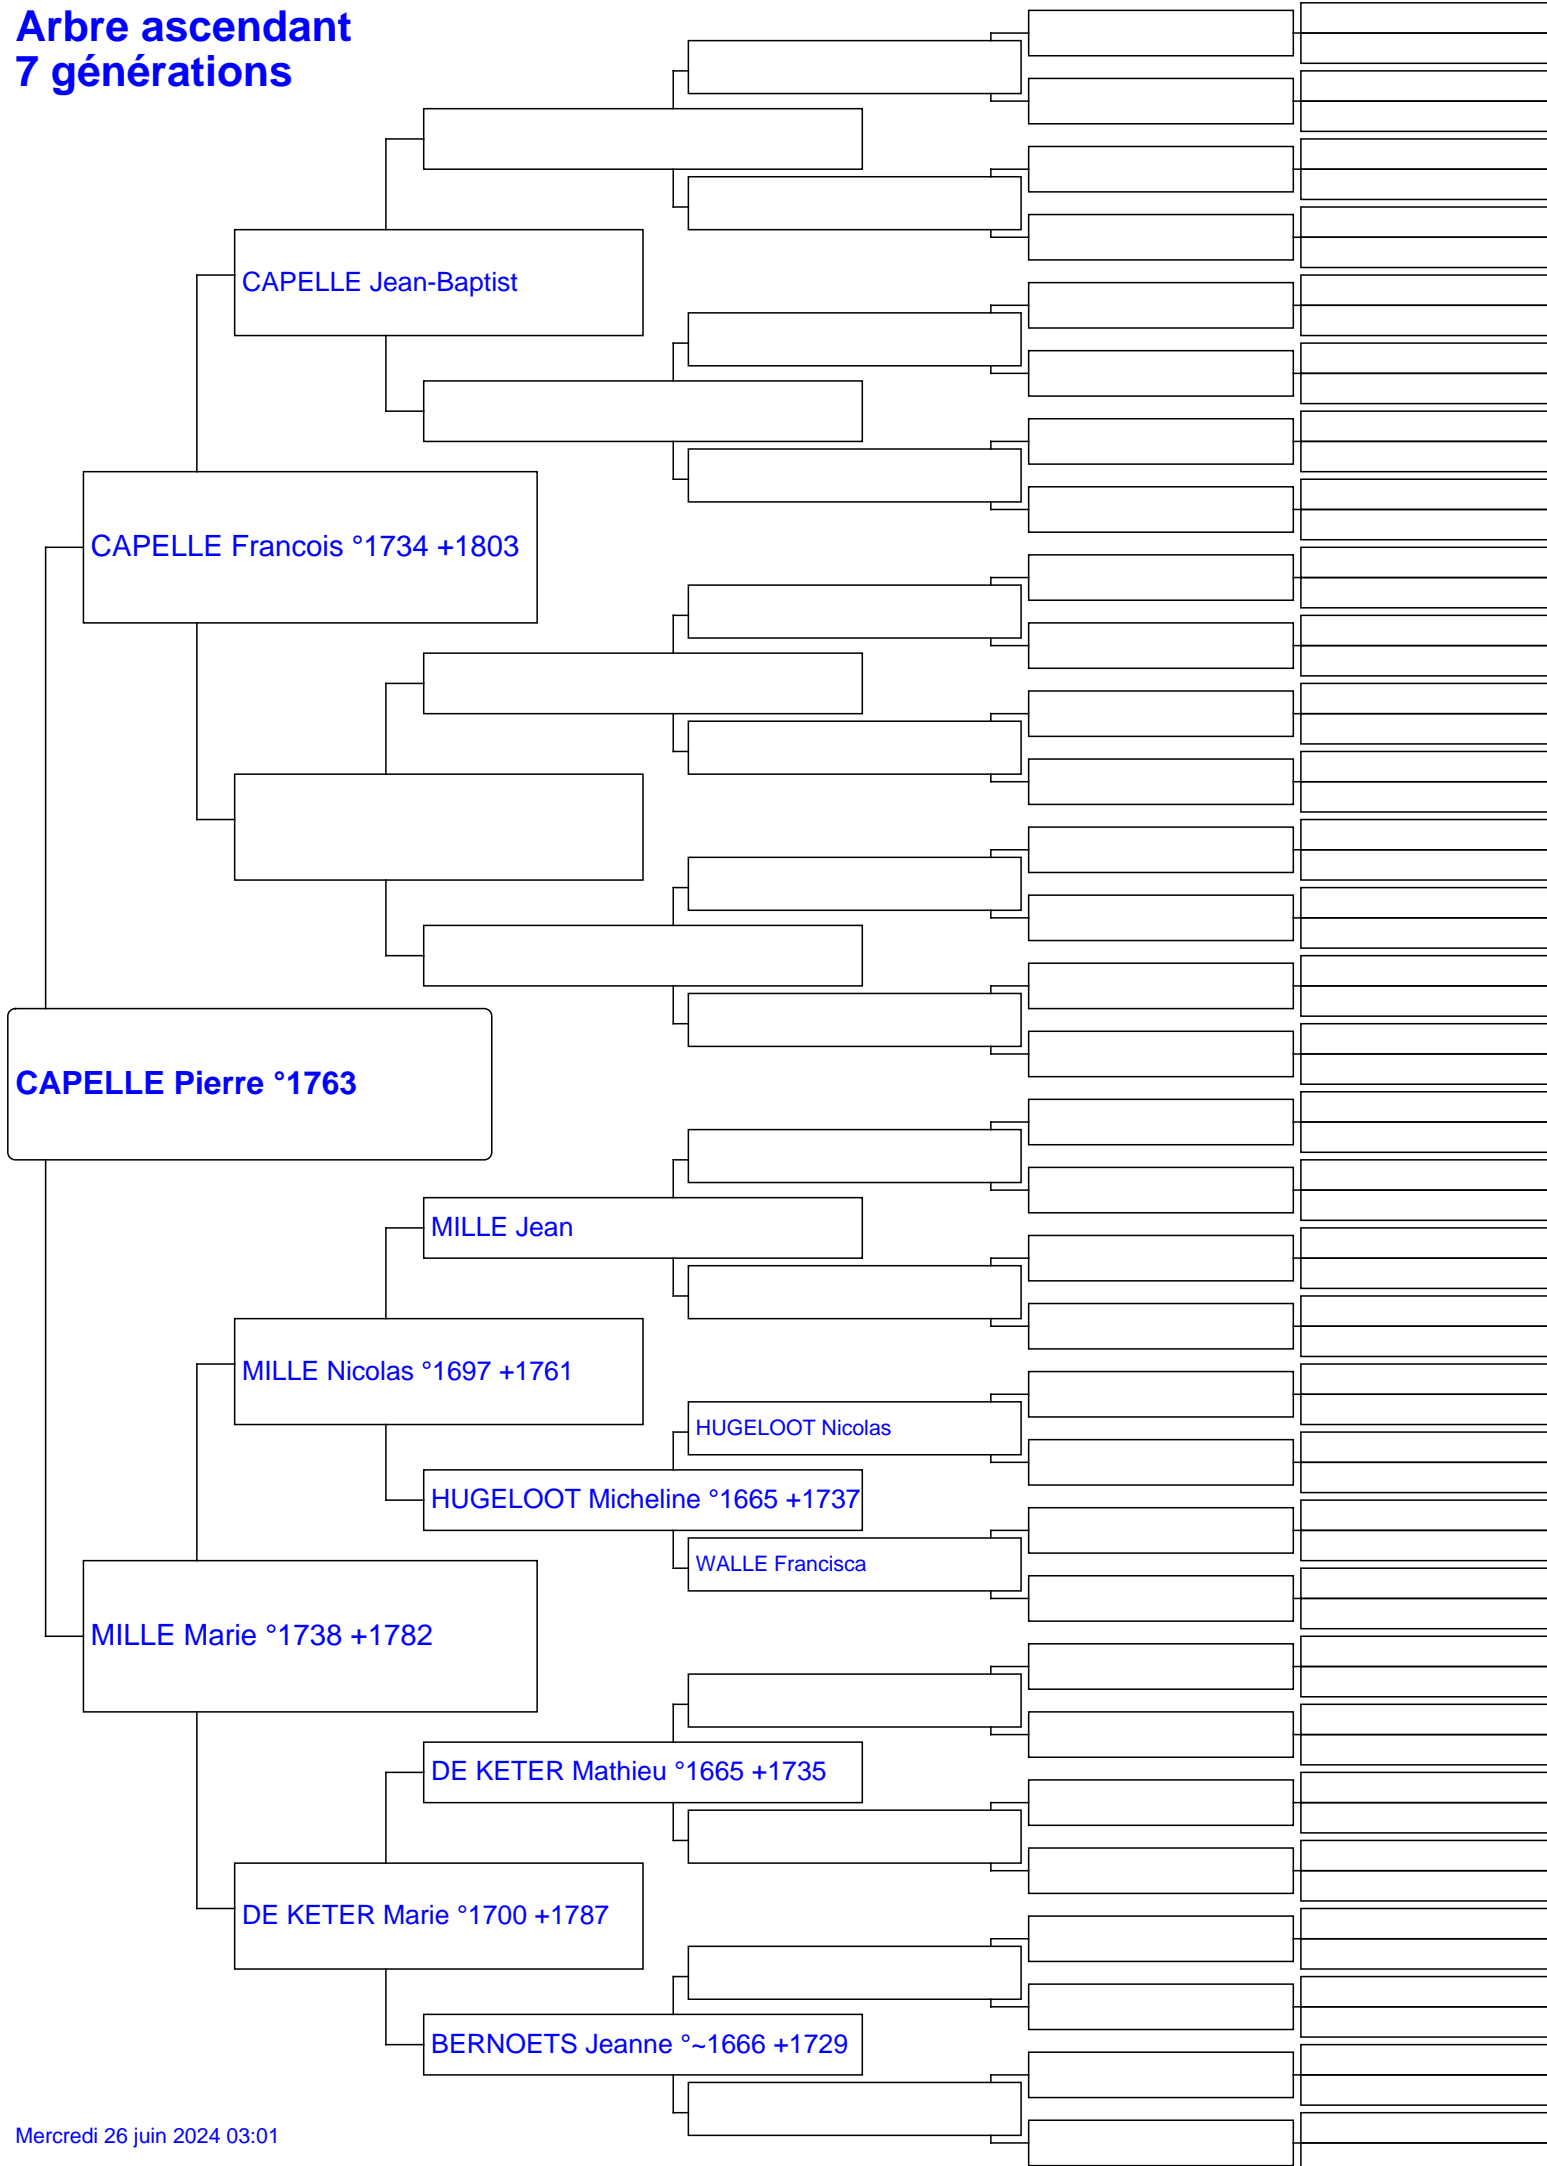 Arbre ascendant
7 générations
CAPELLE Jean-Baptist
CAPELLE Francois °1734 +1803
CAPELLE Pierre °1763
MILLE Jean
MILLE Nicolas °1697 +1761
HUGELOOT Nicolas
HUGELOOT Micheline °1665 +1737
WALLE Francisca
MILLE Marie °1738 +1782
DE KETER Mathieu °1665 +1735
DE KETER Marie °1700 +1787
BERNOETS Jeanne °~1666 +1729
Mercredi 26 juin 2024 03:01